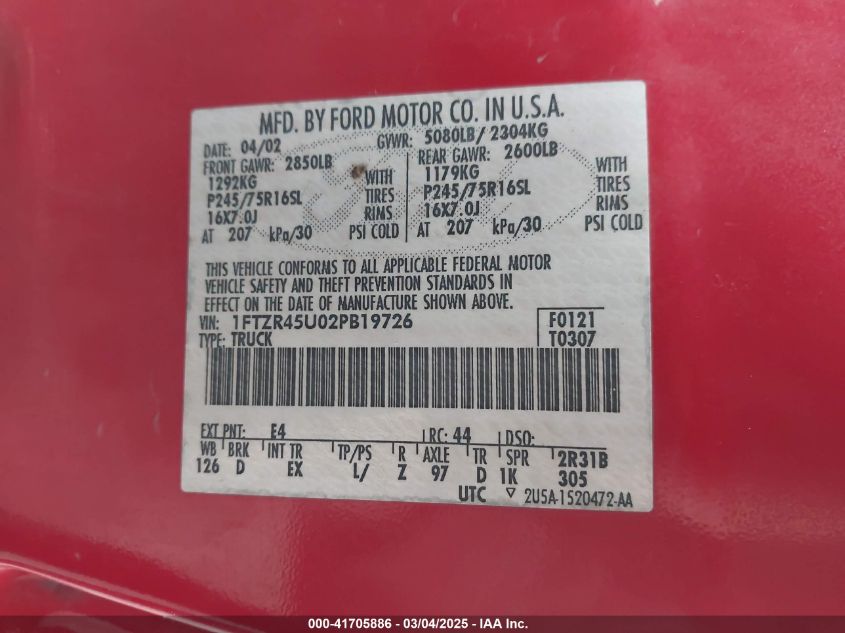 MFD. BY FORD MOTOR CO. IN U.S.A.
DATE: 04/02 GVWR: 5080LB/ 2304KG
FRONT GAWR: 2850LB REAR GAWR: 2600LB
1292KG WITH 1179KG WITH
P245/75R16SL TIRES P245/75R16SL TIRES
16X7.0J RIMS 16X7.0J RIMS
AT 207 kPa/30 PSI COLD AT 207 kPa/30 PSI COLD
THIS VEHICLE CONFORMS TO ALL APPLICABLE FEDERAL MOTOR
VEHICLE SAFETY AND THEFT PREVENTION STANDARDS IN
EFFECT ON THE DATE OF MANUFACTURE SHOWN ABOVE.
VIN: 1FTZR45U02PB19726 F0121
TYPE: TRUCK T0307
EXT PNT: E4 RC: 44 DSO:
WB BRK INT TR TP/PS R AXLE TR SPR 2R31B
126 D EX L/ Z 97 D 1K 305
UTC ▽ 2U5A-1520472-AA
000-41705886 - 03/04/2025 - IAA Inc.